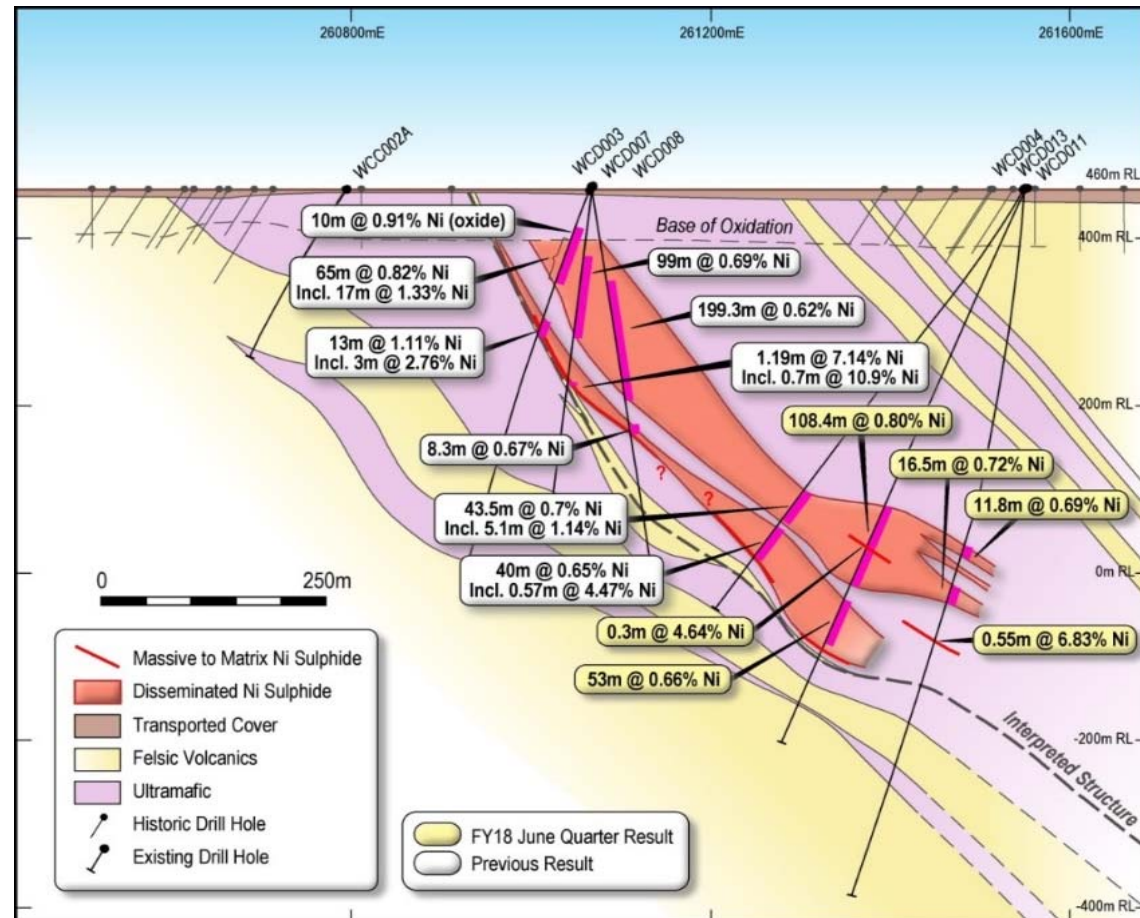 260800mE
261200mE
261600mE
WCC002A
WCD003
WCD007
WCD008
WCD004
WCD013
WCD011
460m RL
10m @ 0.91% Ni (oxide)
Base of Oxidation
400m RL
65m @ 0.82% Ni
Incl. 17m @ 1.33% Ni
99m @ 0.69% Ni
199.3m @ 0.62% Ni
13m @ 1.11% Ni
Incl. 3m @ 2.76% Ni
1.19m @ 7.14% Ni
Incl. 0.7m @ 10.9% Ni
200m RL
108.4m @ 0.80% Ni
8.3m @ 0.67% Ni
16.5m @ 0.72% Ni
?
?
11.8m @ 0.69% Ni
43.5m @ 0.7% Ni
Incl. 5.1m @ 1.14% Ni
40m @ 0.65% Ni
Incl. 0.57m @ 4.47% Ni
0m RL
0
250m
0.3m @ 4.64% Ni
0.55m @ 6.83% Ni
53m @ 0.66% Ni
-200m RL
Interpreted Structure
Massive to Matrix Ni Sulphide
Disseminated Ni Sulphide
Transported Cover
Felsic Volcanics
Ultramafic
Historic Drill Hole
Existing Drill Hole
FY18 June Quarter Result
Previous Result
-400m RL